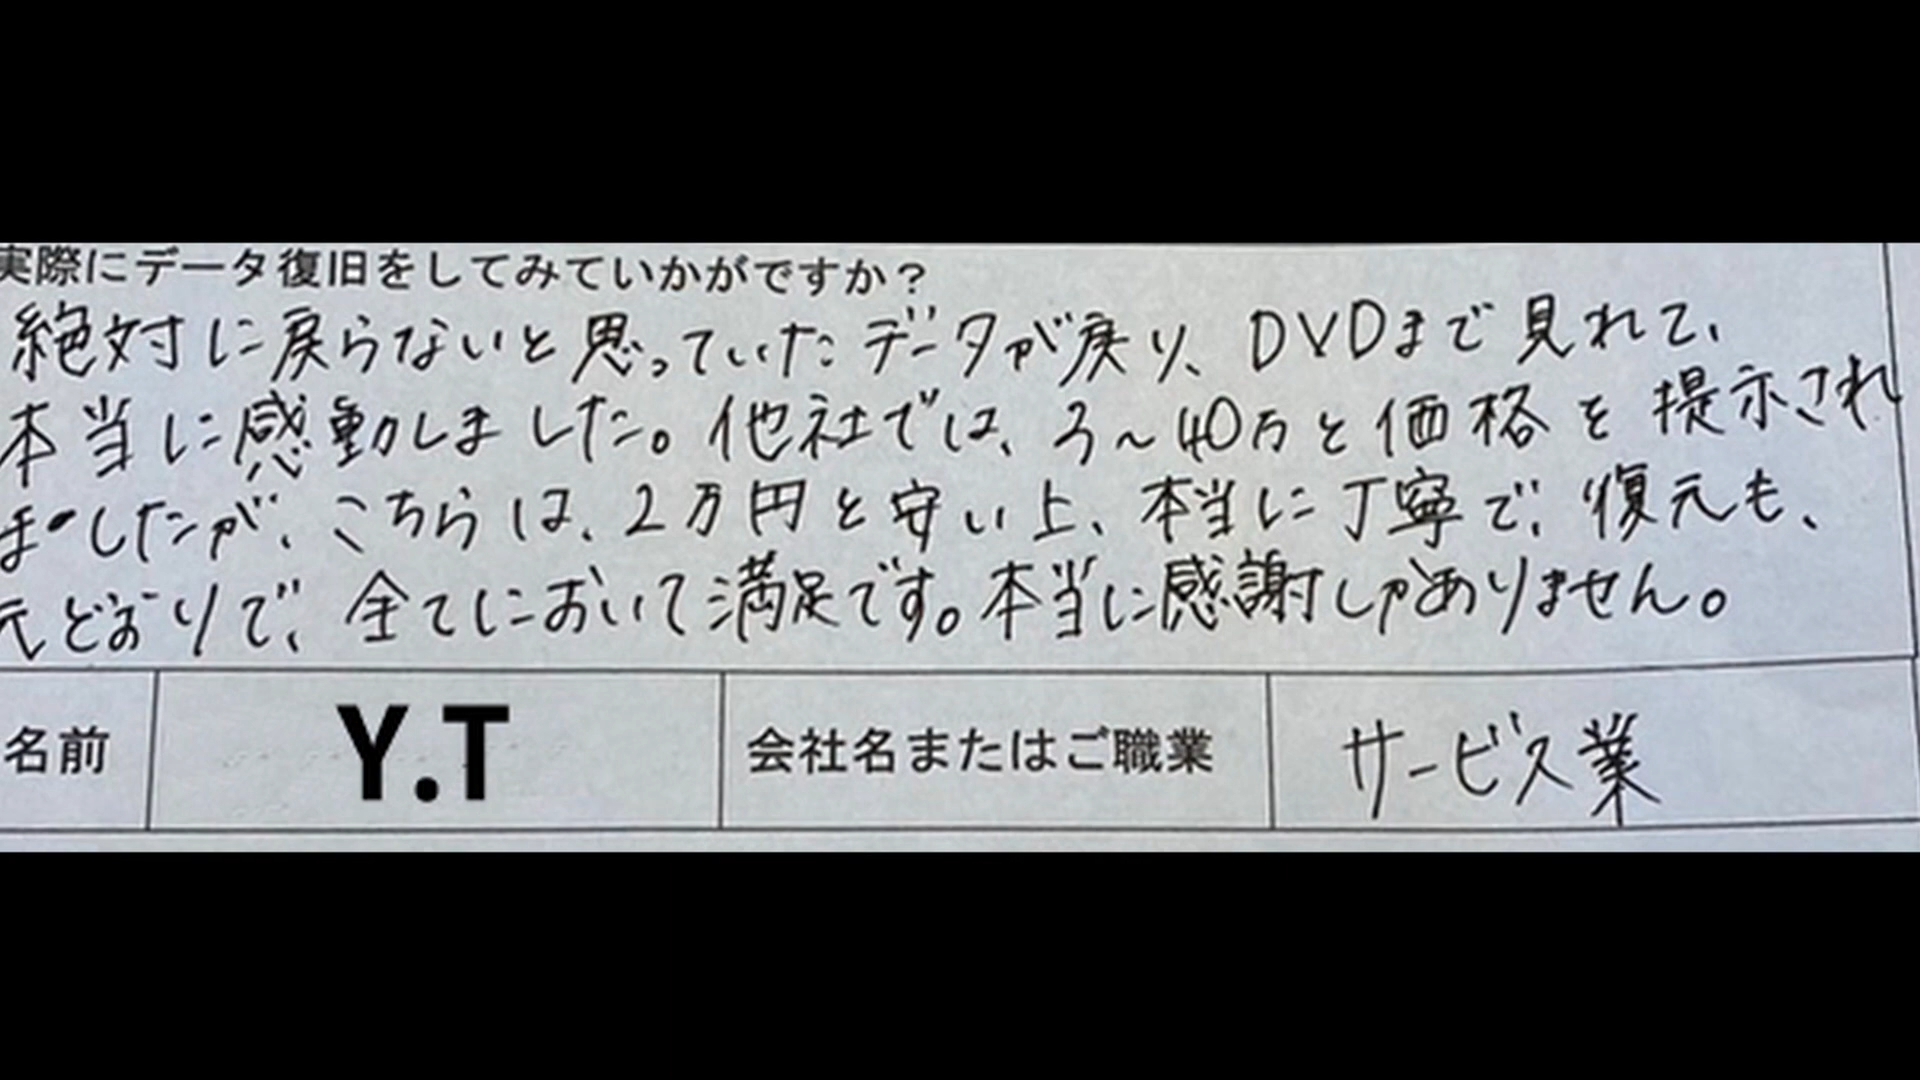 実際にデータ復旧をしてみていかがですか？
絶対に戻らないと思っていたデータが戻り、DVDまで見れて、
本当に感動しました。他社では、3～40万と価格を提示され
ましたが、こちらは、2万円と安い上、本当に丁寧で、復元も、
元どおりで、全てにおいて満足です。本当に感謝しかありません。
名前 Y.T 会社名またはご職業 サービス業